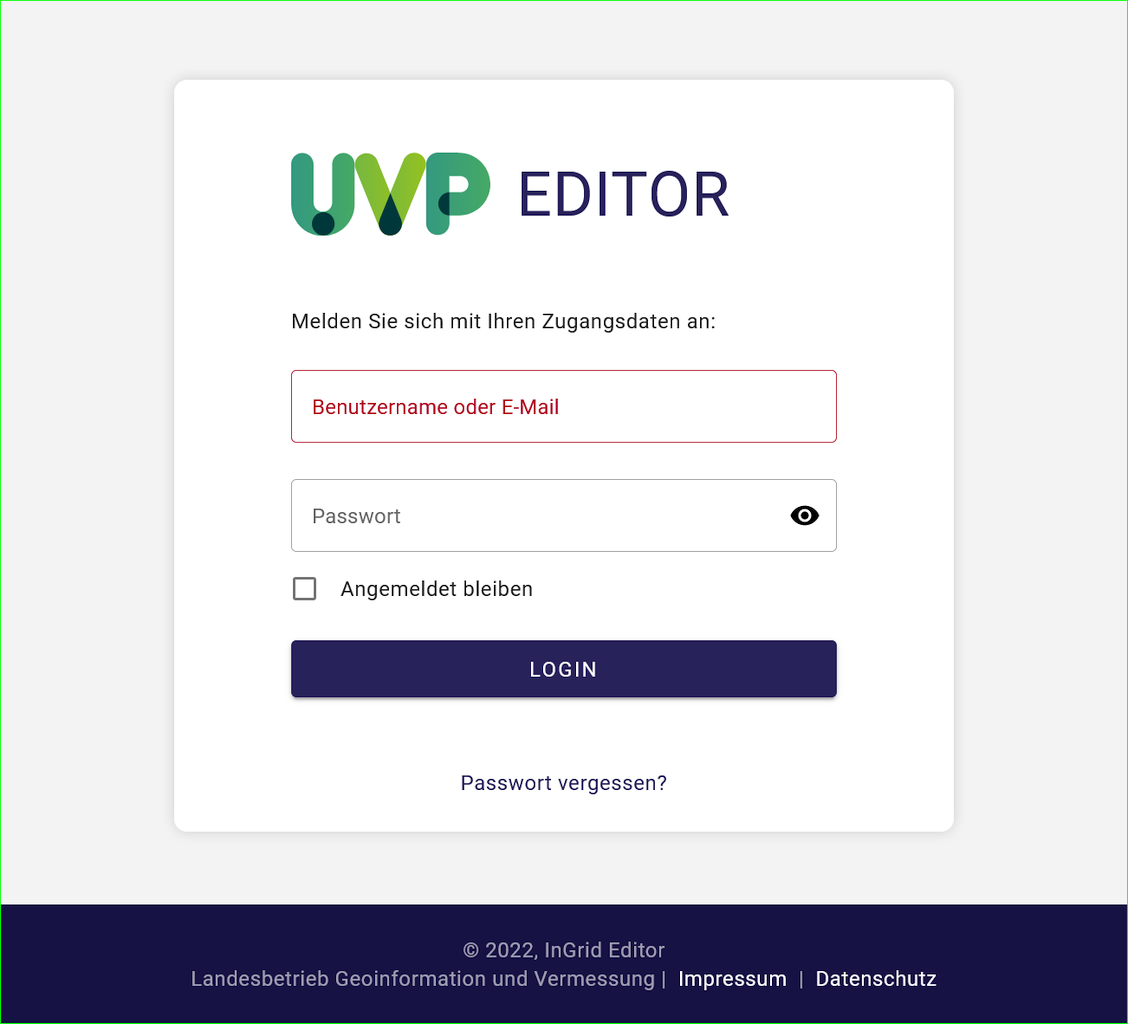 UVP EDITOR
Melden Sie sich mit Ihren Zugangsdaten an:
Benutzername oder E-Mail
Passwort
Angemeldet bleiben
LOGIN
Passwort vergessen?
© 2022, InGrid Editor
Landesbetrieb Geoinformation und Vermessung | Impressum | Datenschutz